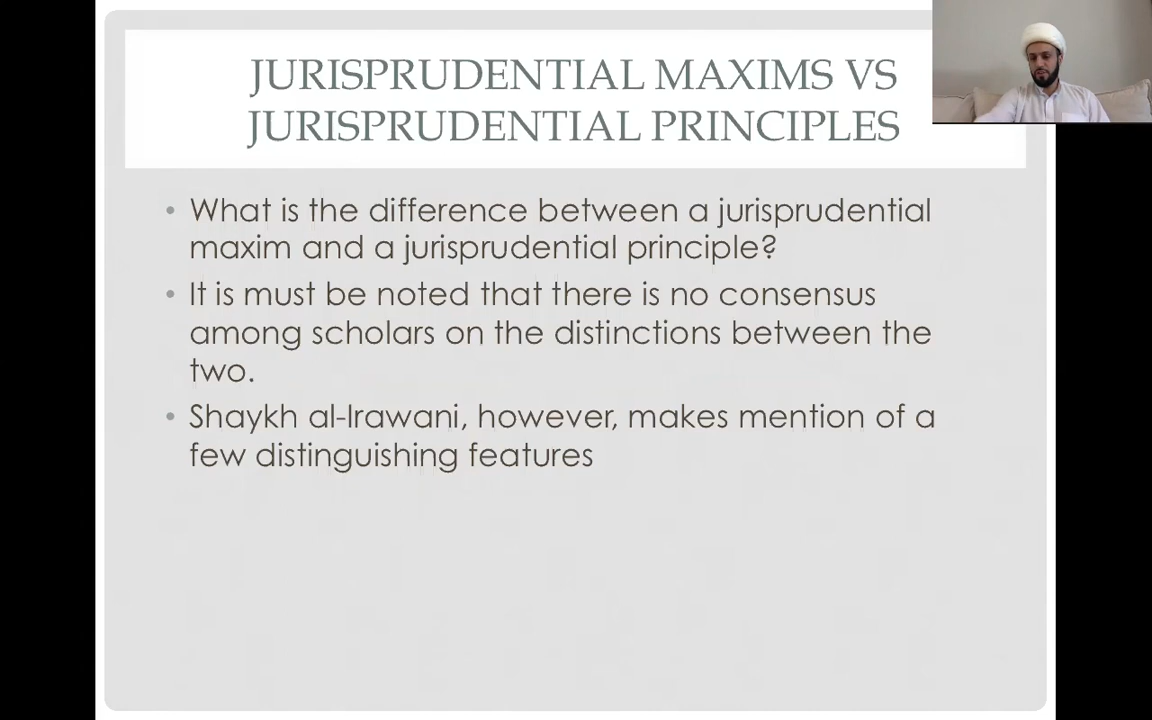 JURISPRUDENTIAL MAXIMS VS
JURISPRUDENTIAL PRINCIPLES
• What is the difference between a jurisprudential
maxim and a jurisprudential principle?
• It is must be noted that there is no consensus
among scholars on the distinctions between the
two.
• Shaykh al-Irawani, however, makes mention of a
few distinguishing features